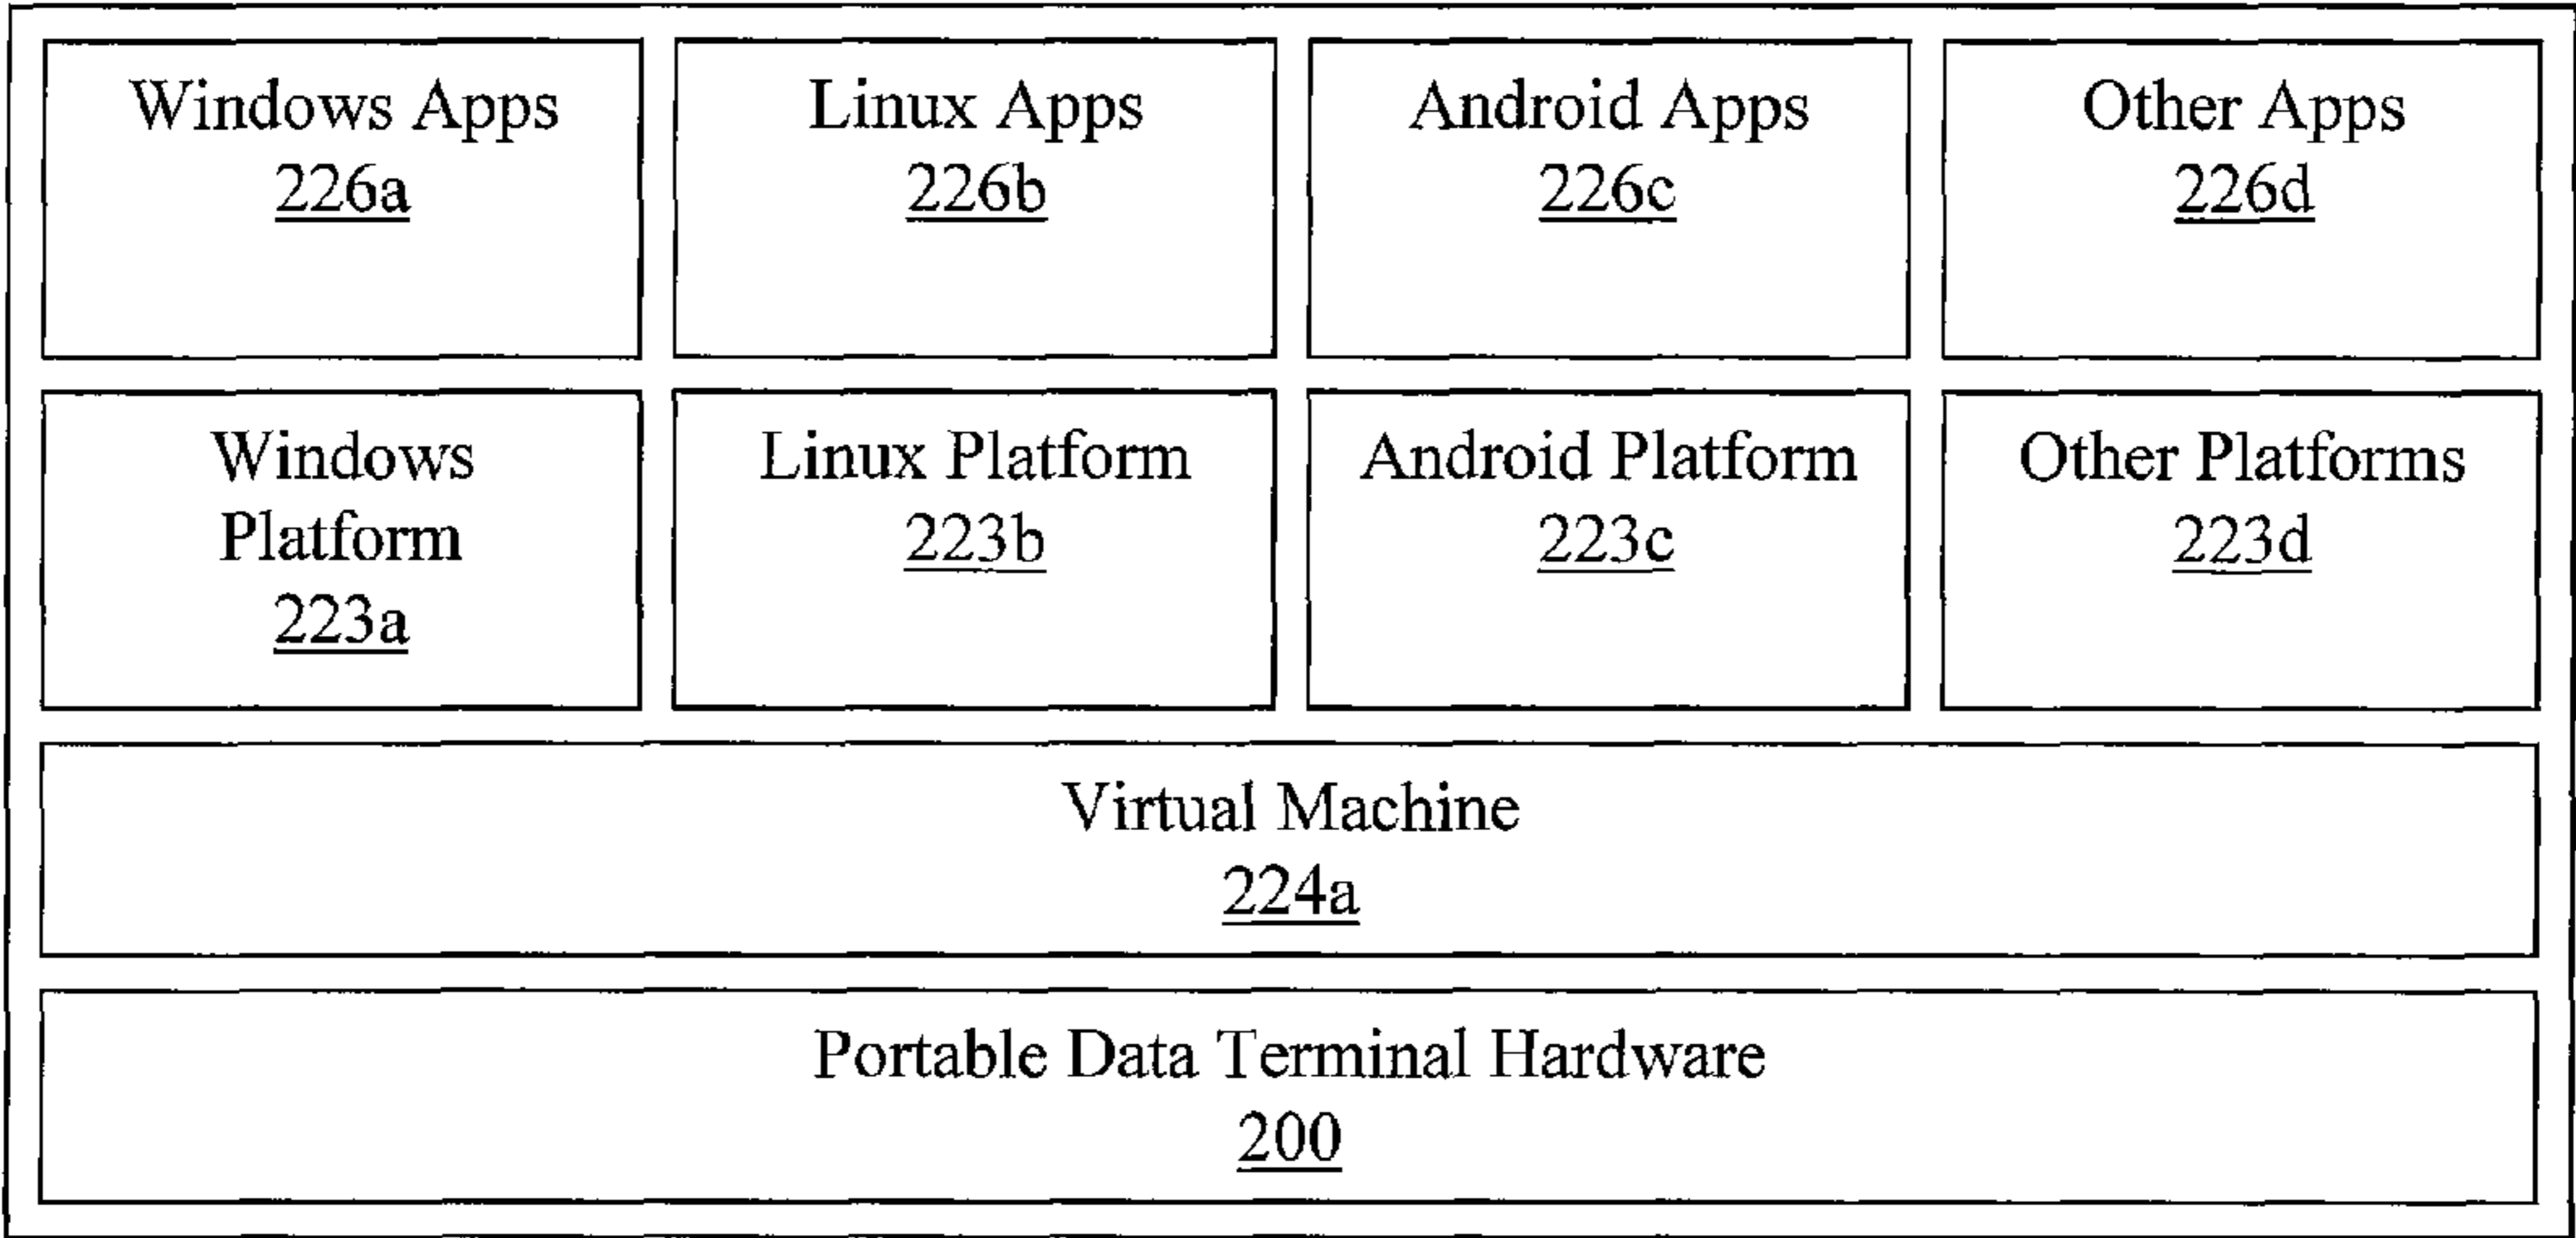 Windows Apps
226a
Linux Apps
226b
Android Apps
226c
Other Apps
226d
Windows
Platform
223a
Linux Platform
223b
Android Platform
223c
Other Platforms
223d
Virtual Machine
224a
Portable Data Terminal Hardware
200